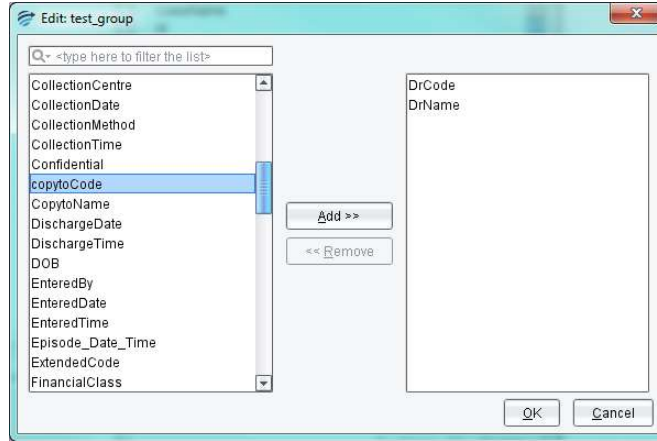 Edit: test_group
<type here to filter the list>
CollectionCentre
CollectionDate
CollectionMethod
CollectionTime
Confidential
copytoCode
CopytoName
DischargeDate
DischargeTime
DOB
EnteredBy
EnteredDate
EnteredTime
Episode_Date_Time
ExtendedCode
FinancialClass
Add >>
<< Remove
DrCode
DrName
OK
Cancel